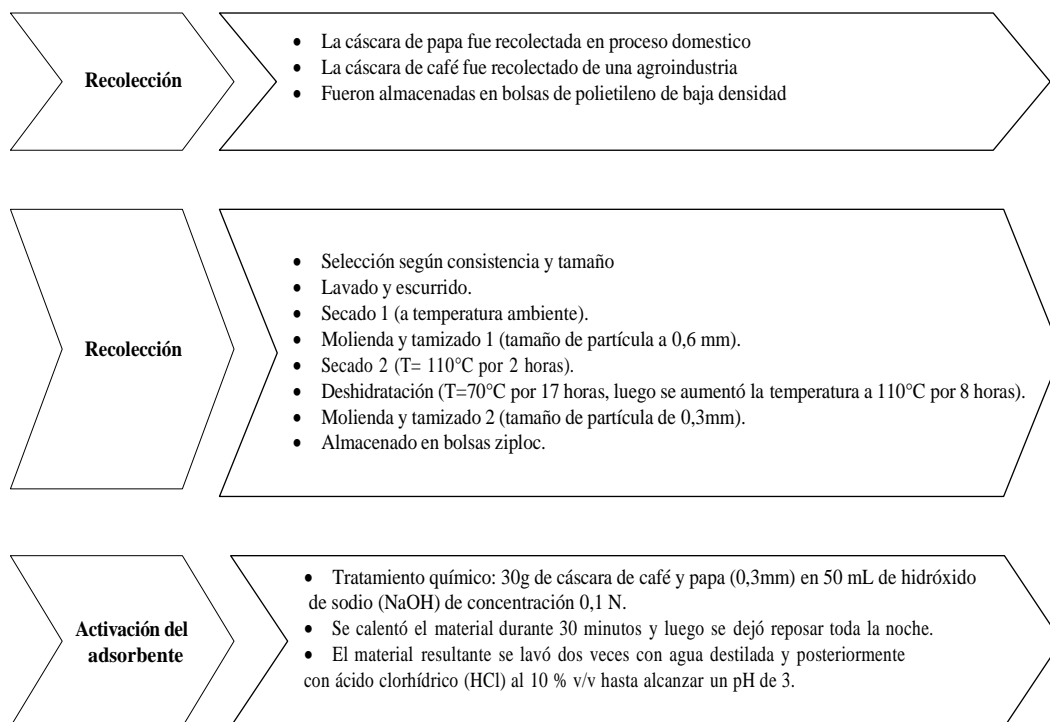 Recolección
• La cáscara de papa fue recolectada en proceso domestico
• La cáscara de café fue recolectado de una agroindustria
• Fueron almacenadas en bolsas de polietileno de baja densidad
Recolección
• Selección según consistencia y tamaño
• Lavado y escurrido.
• Secado 1 (a temperatura ambiente).
• Molienda y tamizado 1 (tamaño de partícula a 0,6 mm).
• Secado 2 (T= 110°C por 2 horas).
• Deshidratación (T=70°C por 17 horas, luego se aumentó la temperatura a 110°C por 8 horas).
• Molienda y tamizado 2 (tamaño de partícula de 0,3mm).
• Almacenado en bolsas ziploc.
Activación del
adsorbente
• Tratamiento químico: 30g de cáscara de café y papa (0,3mm) en 50 mL de hidróxido
de sodio (NaOH) de concentración 0,1 N.
• Se calentó el material durante 30 minutos y luego se dejó reposar toda la noche.
• El material resultante se lavó dos veces con agua destilada y posteriormente
con ácido clorhídrico (HCl) al 10 % v/v hasta alcanzar un pH de 3.